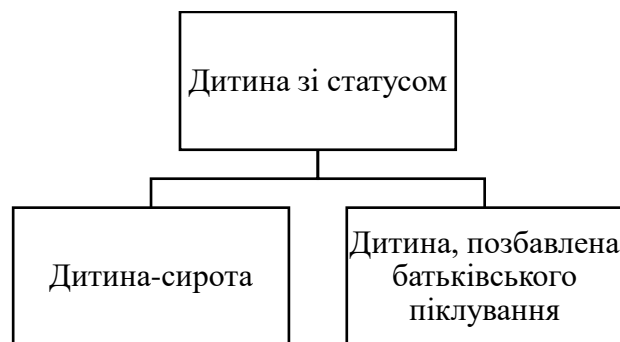 Дитина зі статусом
Дитина-сирота
Дитина, позбавлена
батьківського
піклування